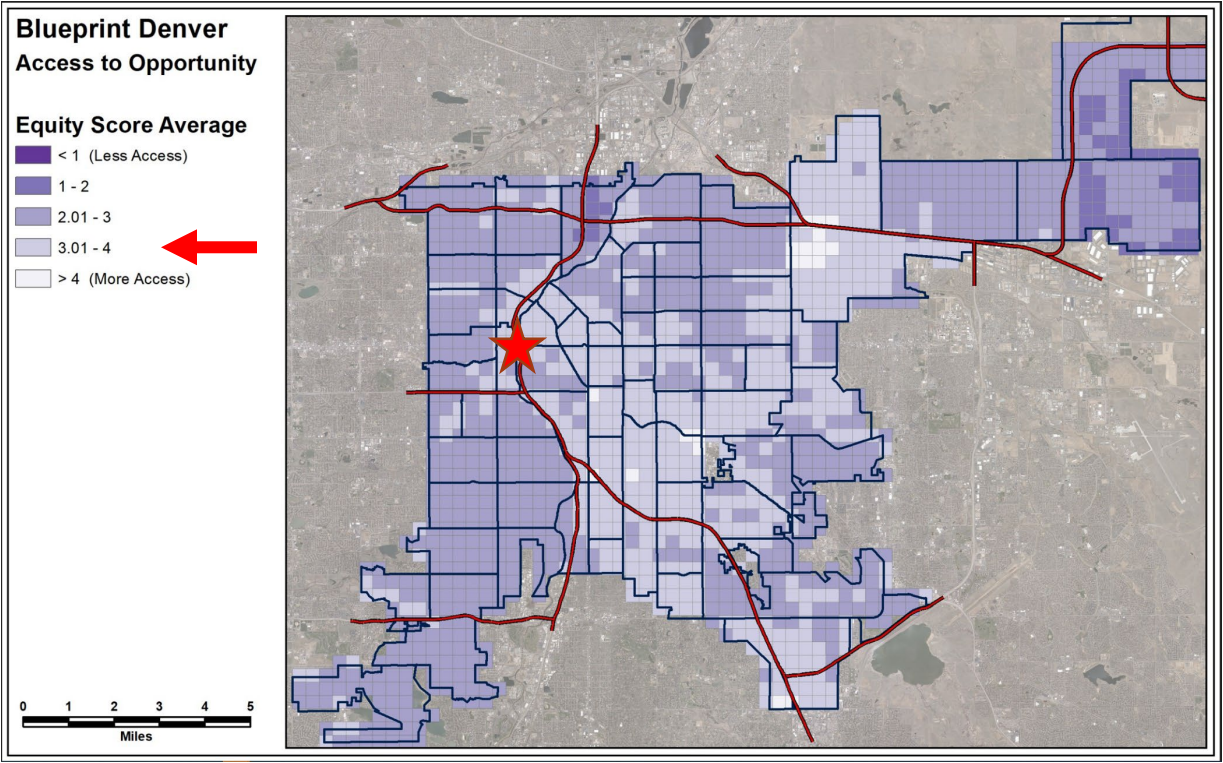 Blueprint Denver
Access to Opportunity
Equity Score Average
< 1 (Less Access)
1 - 2
2.01 - 3
3.01 - 4
> 4 (More Access)
0 1 2 3 4 5
Miles